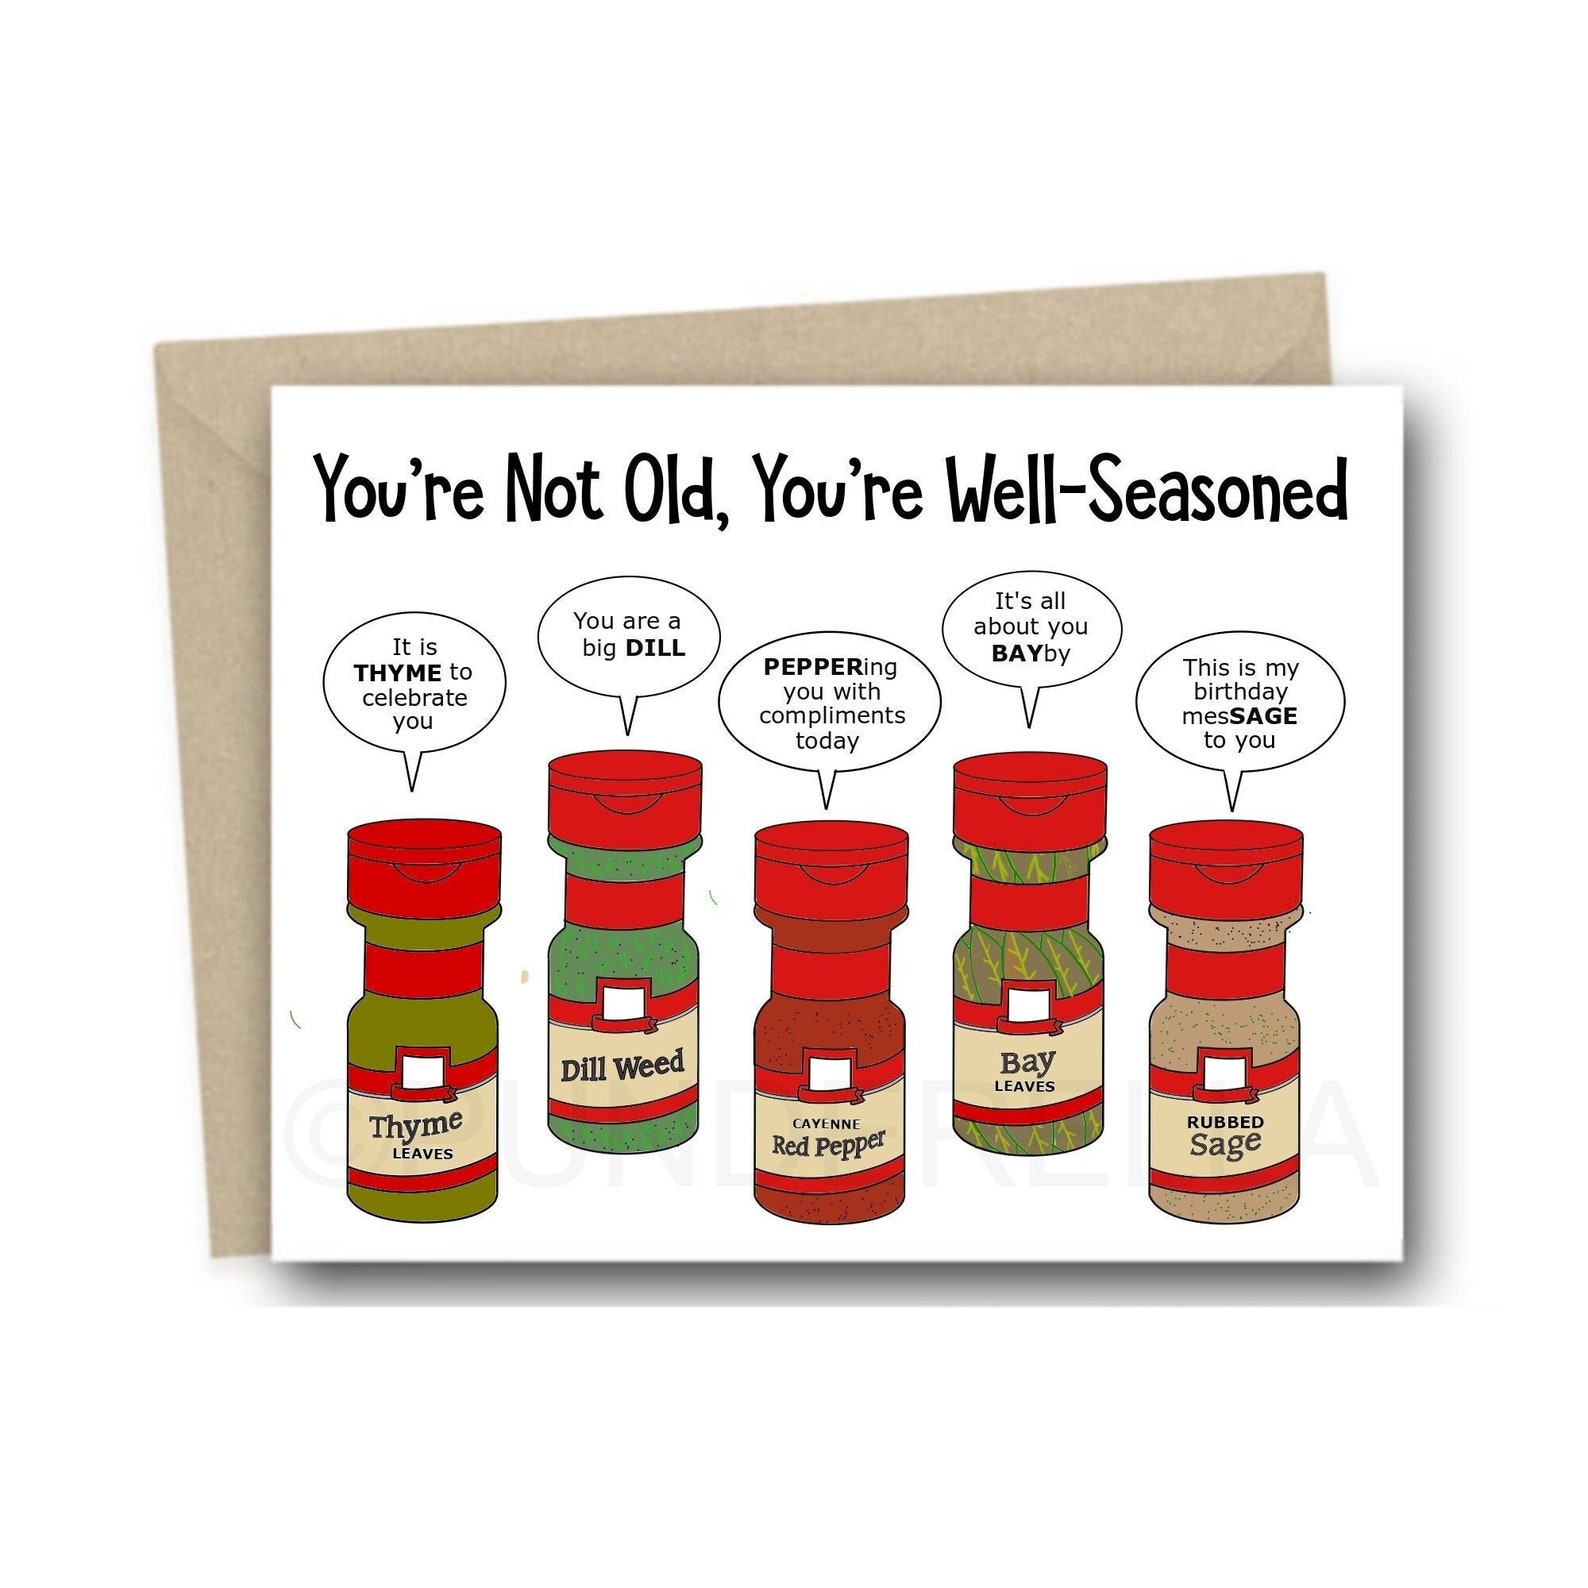 You're Not Old, You're Well-Seasoned
It is
THYME to
celebrate
you
You are a
big DILL
PEPPERing
you with
compliments
today
It's all
about you
BAYby
This is my
birthday
mesSAGE
to you
Thyme
LEAVES
Dill Weed
CAYENNE
Red Pepper
Bay
LEAVES
RUBBED
Sage